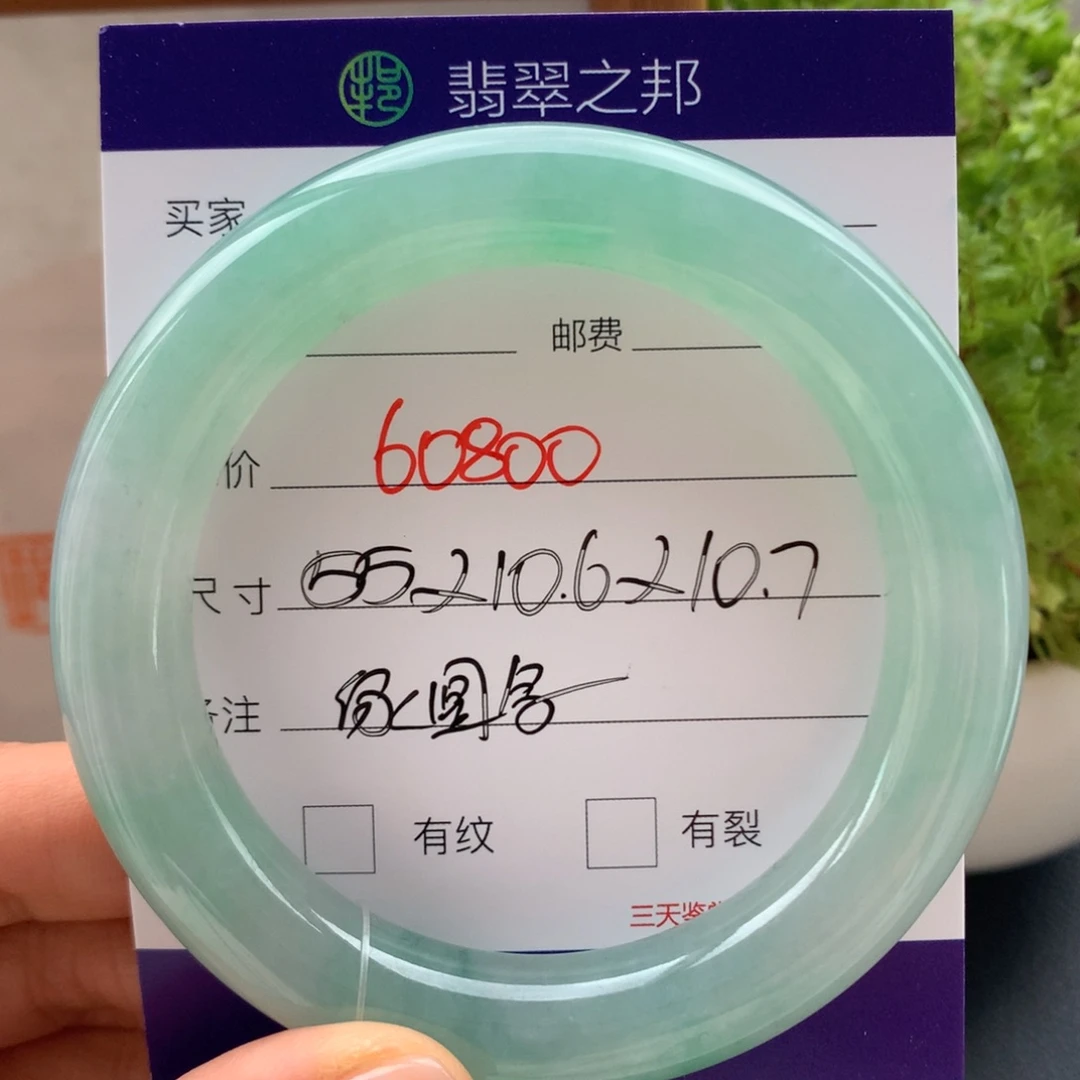 翡翠之邦
买家
邮费
价 60800
尺寸 55×10.6×10.7
注
有纹 有裂
三天鉴